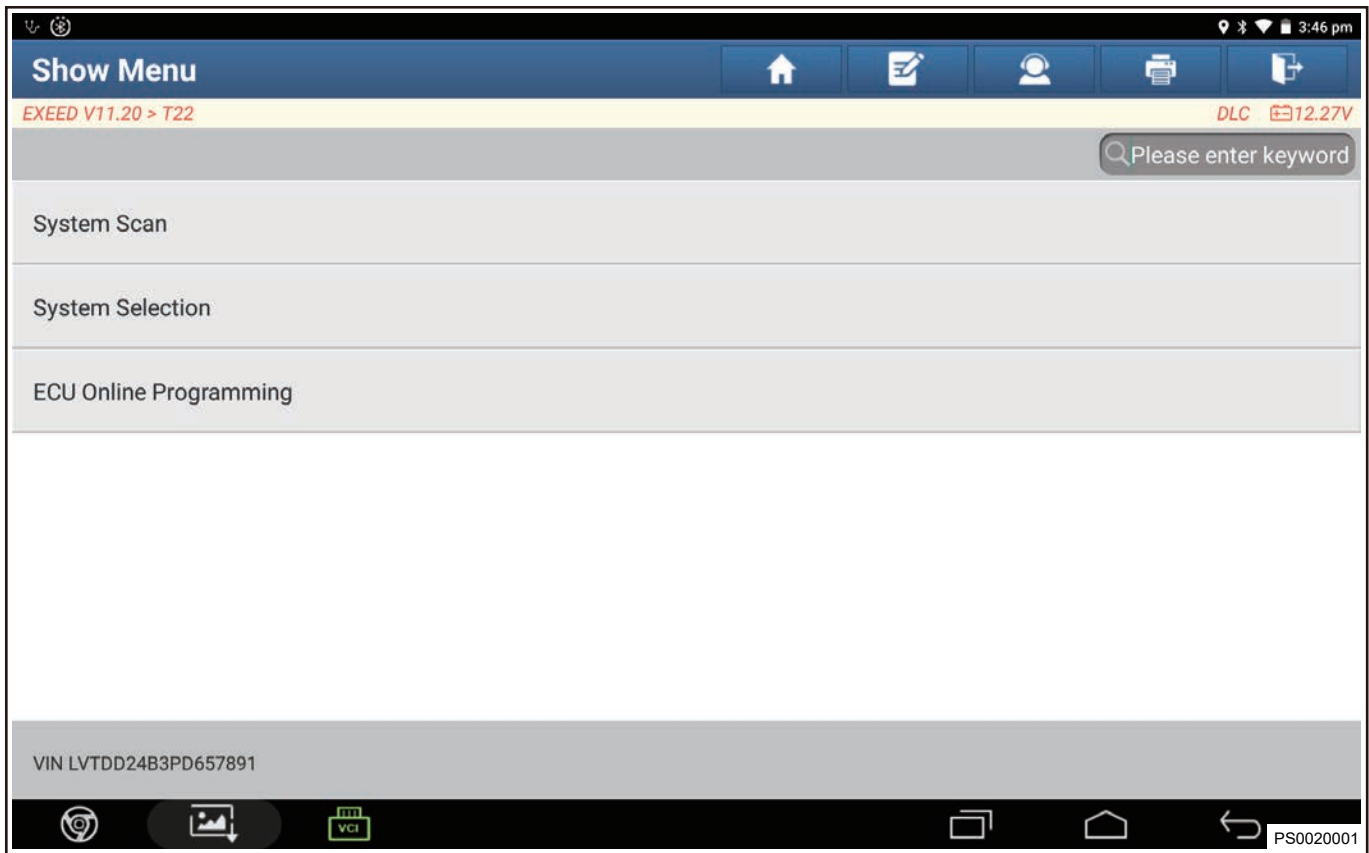 3:46 pm
Show Menu
EXEED V11.20 > T22 DLC 12.27V
Please enter keyword
System Scan
System Selection
ECU Online Programming
VIN LVTDD24B3PD657891
VCI
PS0020001